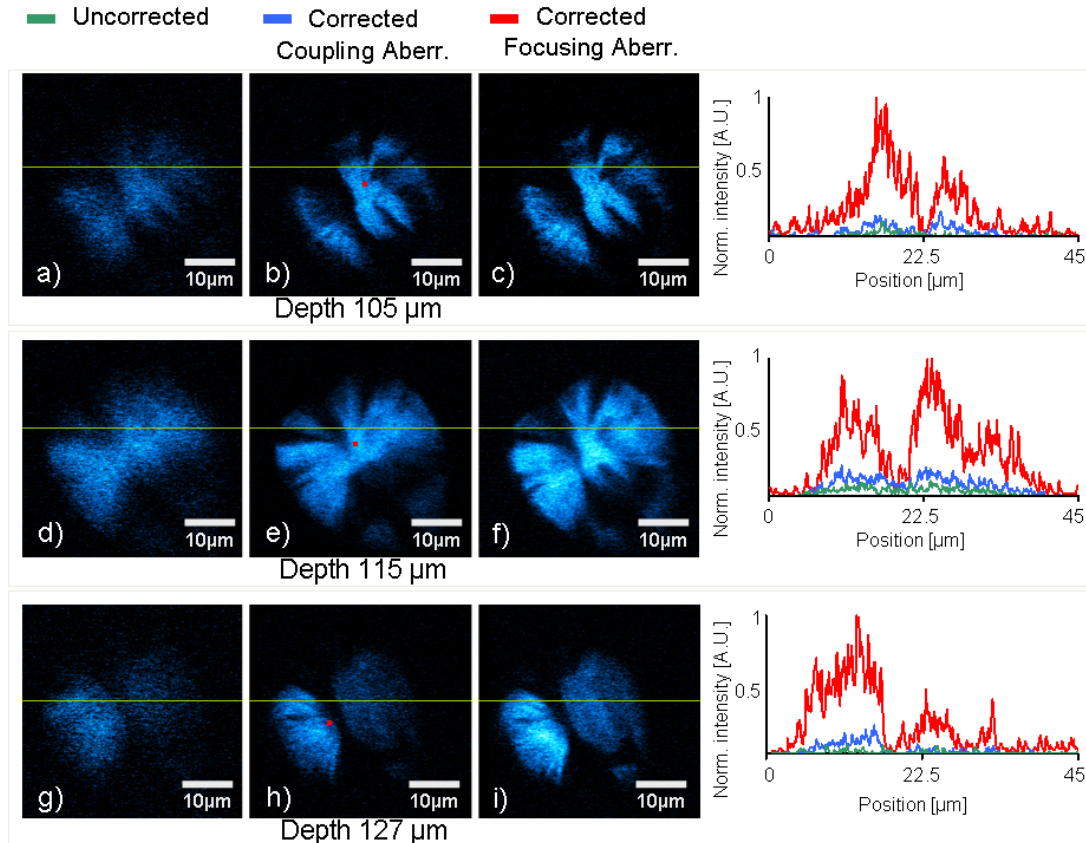 Uncorrected
Corrected
Coupling Aberr.
Corrected
Focusing Aberr.
a)
10µm
b)
10µm
c)
10µm
Depth 105 µm
Norm. intensity [A.U.]
1
0.5
0
22.5
45
Position [µm]
d)
10µm
e)
10µm
f)
10µm
Depth 115 µm
Norm. intensity [A.U.]
1
0.5
0
22.5
45
Position [µm]
g)
10µm
h)
10µm
i)
10µm
Depth 127 µm
Norm. intensity [A.U.]
1
0.5
0
22.5
45
Position [µm]